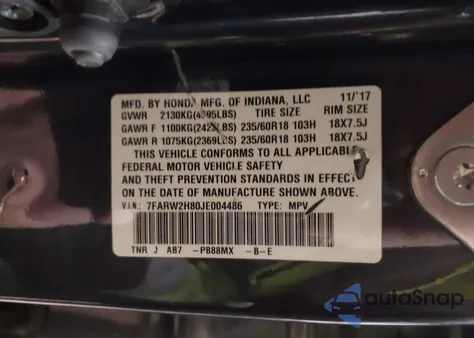 MFD. BY HONDA MFG. OF INDIANA, LLC 11/'17
GVWR 2130KG(4695LBS) TIRE SIZE RIM SIZE
GAWR F 1100KG(2425LBS) 235/60R18 103H 18X7.5J
GAWR R 1075KG(2369LBS) 235/60R18 103H 18X7.5J
THIS VEHICLE CONFORMS TO ALL APPLICABLE
FEDERAL MOTOR VEHICLE SAFETY
AND THEFT PREVENTION STANDARDS IN EFFECT
ON THE DATE OF MANUFACTURE SHOWN ABOVE.
V.I.N.: 7FARW2H80JE004486 TYPE: MPV
TNR J AB7 -PB88MX -B-E
autoSnap